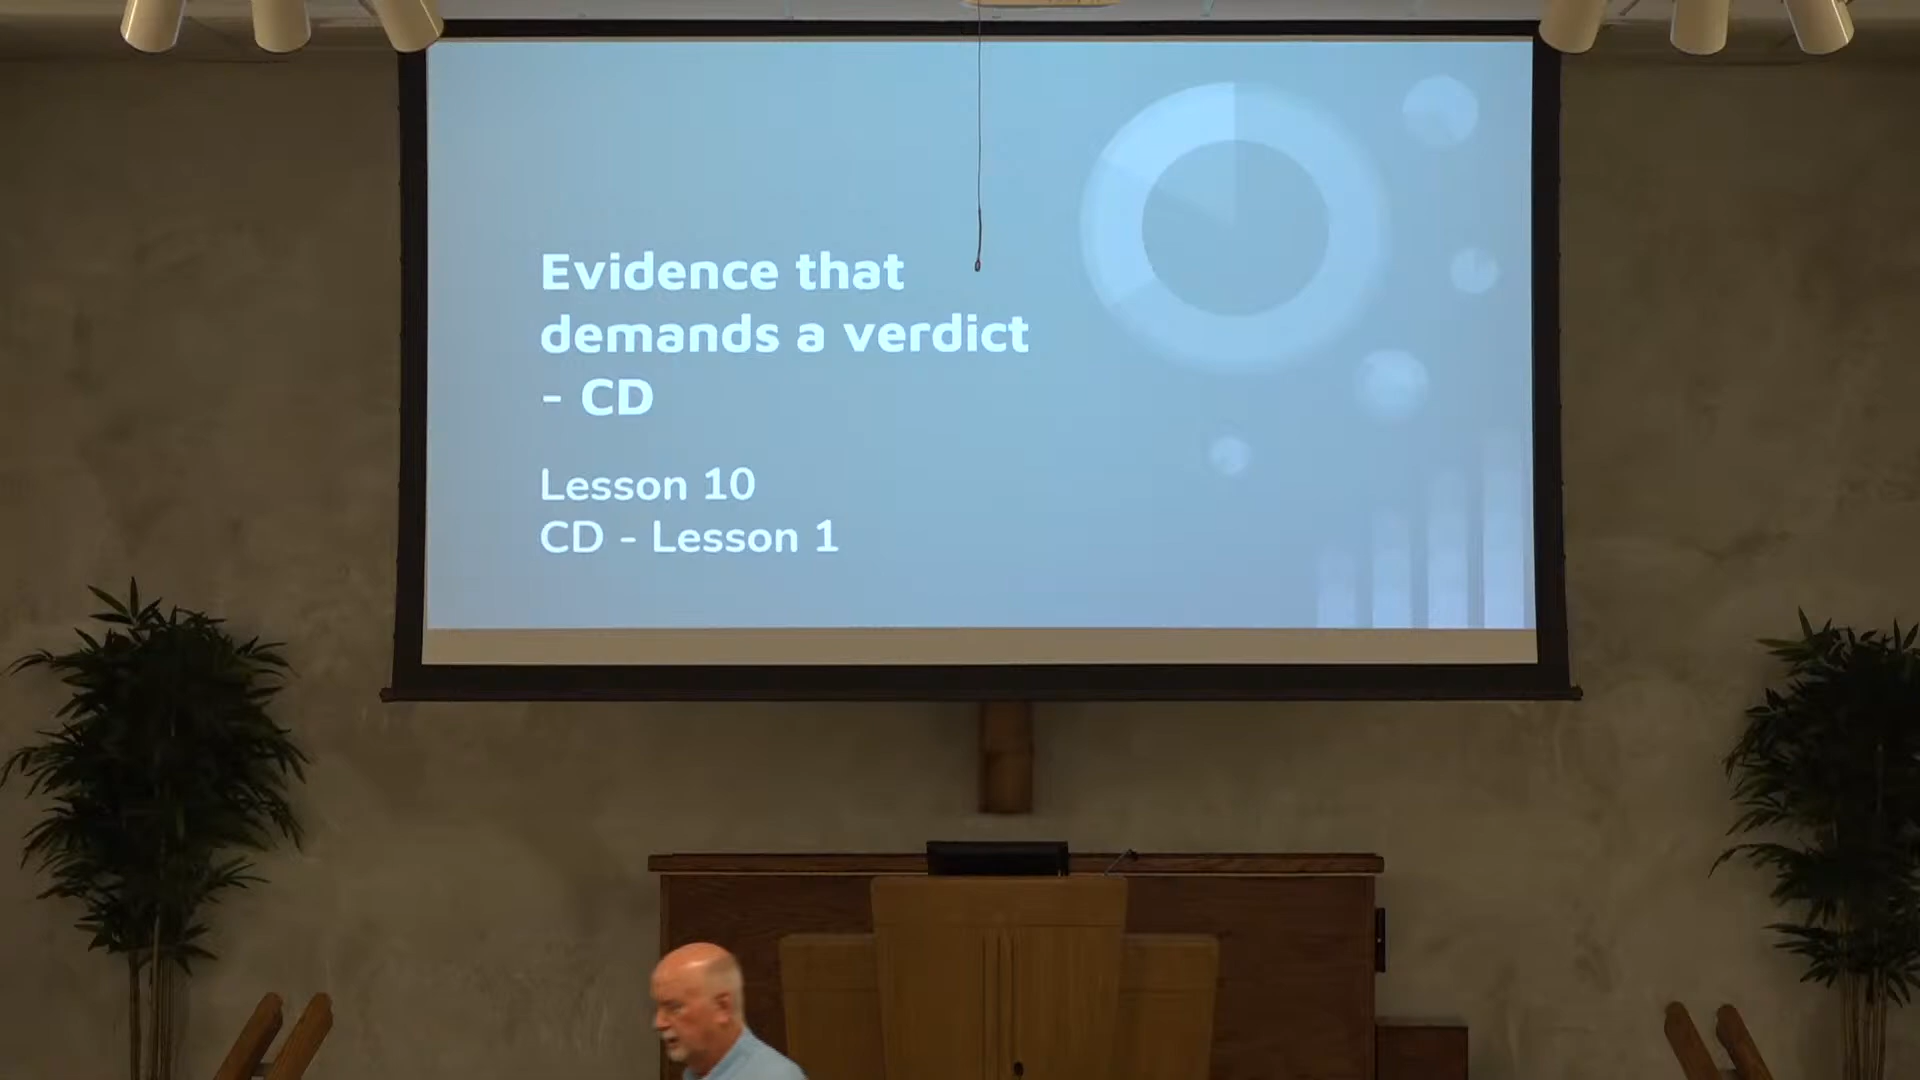 Evidence that
demands a verdict
- CD
Lesson 10
CD - Lesson 1